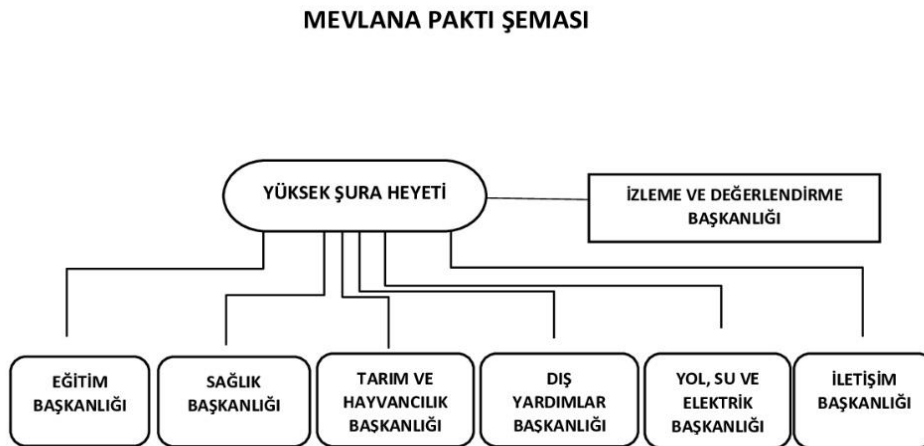 MEVLANA PAKTI ŞEMASI
YÜKSEK ŞURA HEYETİ
İZLEME VE DEĞERLENDİRME
BAŞKANLIĞI
EĞİTİM
BAŞKANLIĞI
SAĞLIK
BAŞKANLIĞI
TARIM VE
HAYVANCILIK
BAŞKANLIĞI
DIŞ
YARDIMLAR
BAŞKANLIĞI
YOL, SU VE
ELEKTRİK
BAŞKANLIĞI
İLETİŞİM
BAŞKANLIĞI